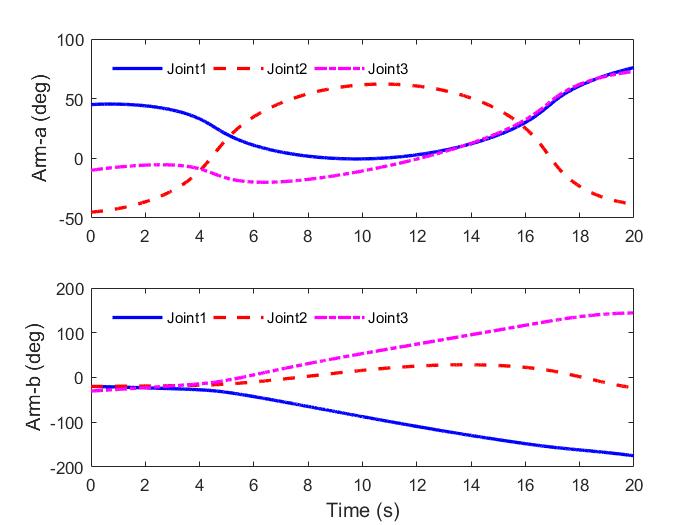 100
50
0
-50
Arm-a (deg)
Joint1 Joint2 Joint3
0 2 4 6 8 10 12 14 16 18 20
200
100
0
-100
-200
Arm-b (deg)
Joint1 Joint2 Joint3
0 2 4 6 8 10 12 14 16 18 20
Time (s)